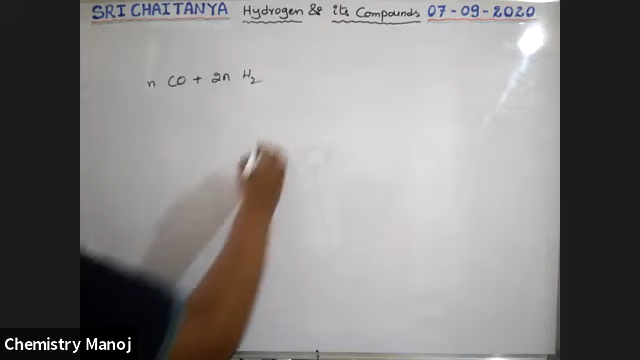 SRI CHAITANYA Hydrogen & its Compounds 07-09-2020
n CO + 2n H₂
Chemistry Manoj